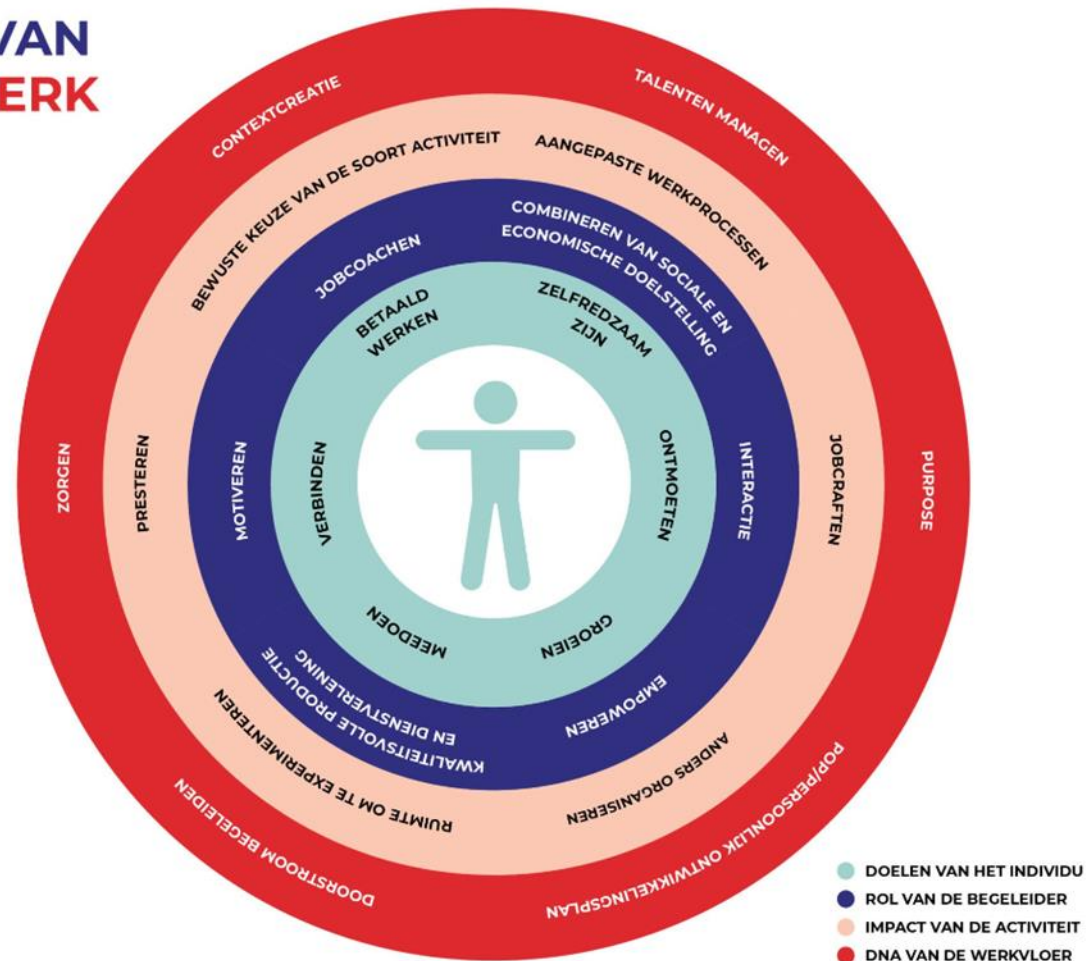 VAN
ERK
CONTEXTCREATIE
TALENTEN MANAGEN
PURPOSE
POP/PERSOONLIJK ONTWIKKELINGSPLAN
DOORSTROOM BEGELEIDEN
ZORGEN
BEWUSTE KEUZE VAN DE SOORT ACTIVITEIT
AANGEPASTE WERKPROCESSEN
JOBCRAFTEN
ANDERS ORGANISEREN
RUIMTE OM TE EXPERIMENTEREN
PRESTEREN
JOBCOACHEN
COMBINEREN VAN SOCIALE EN
ECONOMISCHE DOELSTELLING
INTERACTIE
EMPOWEREN
KWALITEITSVOLLE PRODUCTIE
EN DIENSTVERLENING
MOTIVEREN
BETAALD
WERKEN
ZELFREDZAAM
ZIJN
ONTMOETEN
GROEIEN
MEEDOEN
VERBINDEN
DOELEN VAN HET INDIVIDU
ROL VAN DE BEGELEIDER
IMPACT VAN DE ACTIVITEIT
DNA VAN DE WERKVLOER